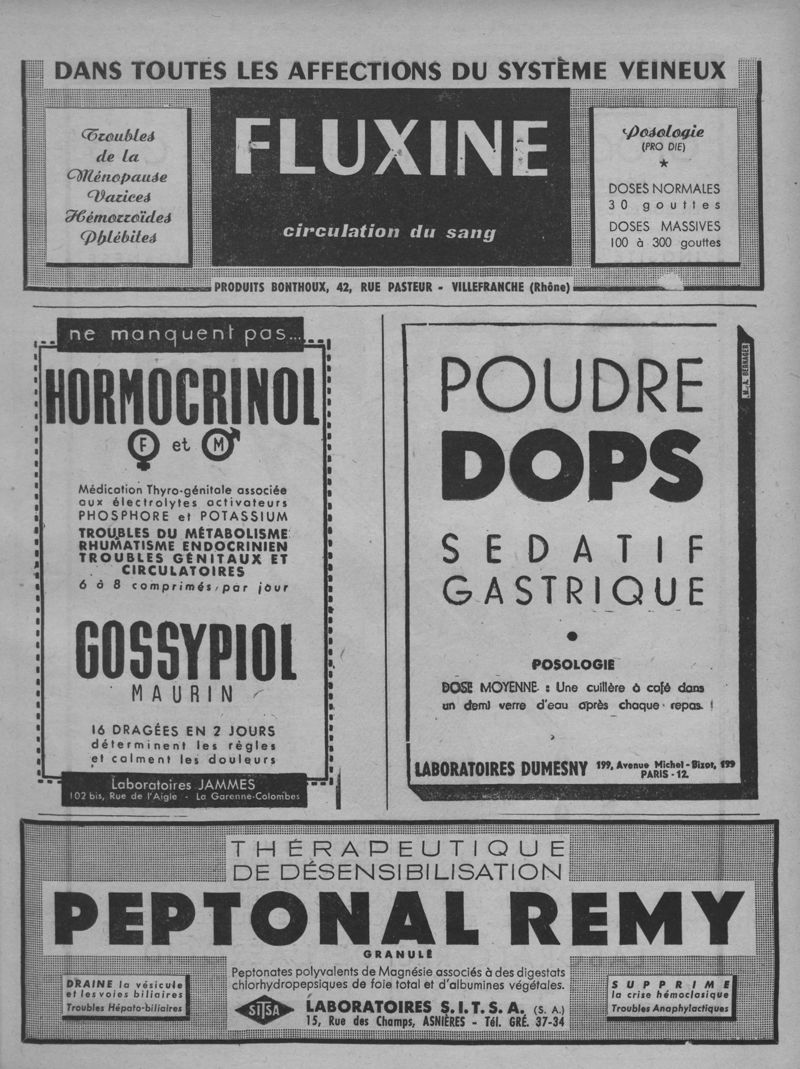 DANS TOUTES LES AFFECTIONS DU SYSTÈME VEINEUX
Troubles
de la
Ménopause
Varices
Hémorroïdes
Phlébites
FLUXINE
circulation du sang
Posologie
(PRO DIE)
★
DOSES NORMALES
30 gouttes
DOSES MASSIVES
100 à 300 gouttes
PRODUITS BONTHOUX, 42, RUE PASTEUR - VILLEFRANCHE (Rhône)
ne manquent pas...
HORMOCRINOL
F et M
Médication Thyro-génitale associée
aux électrolytes activateurs
PHOSPHORE et POTASSIUM
TROUBLES DU MÉTABOLISME
RHUMATISME ENDOCRINIEN
TROUBLES GÉNITAUX ET
CIRCULATOIRES
6 à 8 comprimés par jour
GOSSYPIOL
MAURIN
16 DRAGÉES EN 2 JOURS
déterminent les règles
et calment les douleurs
Laboratoires JAMMES
102 bis, Rue de l'Aigle - La Garenne-Colombes
POUDRE
DOPS
SEDATIF
GASTRIQUE
•
POSOLOGIE
DOSE MOYENNE : Une cuillère à café dans
un demi verre d'eau après chaque repas.
LABORATOIRES DUMESNY 199, Avenue Michel-Bizot, 199
PARIS-12
THÉRAPEUTIQUE
DE DÉSENSIBILISATION
PEPTONAL REMY
GRANULÉ
Peptonates polyvalents de Magnésie associés à des digestats
chlorhydropepsiques de foie total et d'albumines végétales.
DRAINE la vésicule
et les voies biliaires
Troubles Hépato-biliaires
SITSA
LABORATOIRES S.I.T.S.A. (S. A.)
15, Rue des Champs, ASNIÈRES - Tél. GRÉ. 37-34
SUPPRIME
la crise hémoclasique
Troubles Anaphylactiques